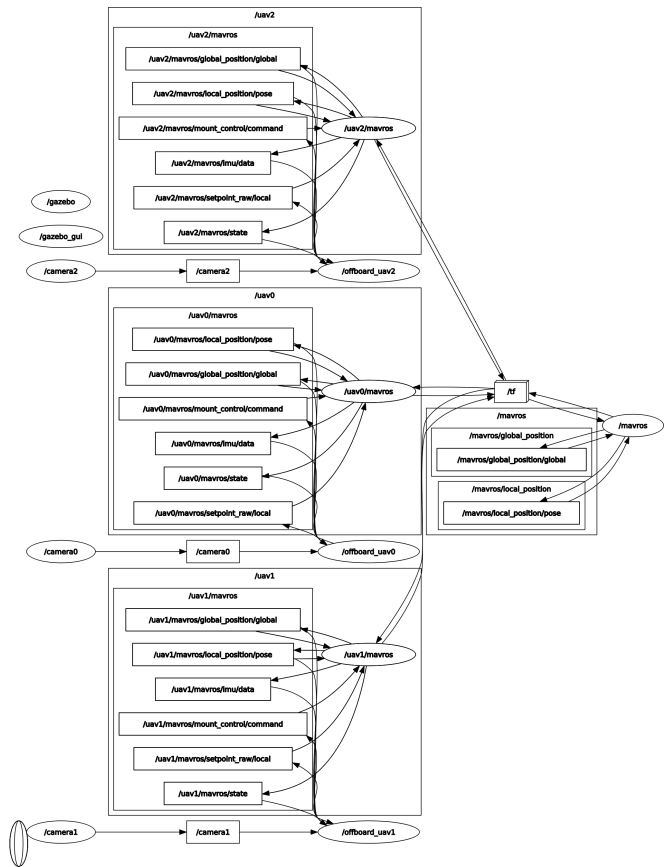 /uav2
/uav2/mavros
/uav2/mavros/global_position/global
/uav2/mavros/local_position/pose
/uav2/mavros/mount_control/command
/uav2/mavros
/uav2/mavros/imu/data
/uav2/mavros/setpoint_raw/local
/uav2/mavros/state
/gazebo
/gazebo_gui
/camera2
/camera2
/offboard_uav2
/uav0
/uav0/mavros
/uav0/mavros/local_position/pose
/uav0/mavros/global_position/global
/uav0/mavros
/uav0/mavros/mount_control/command
/uav0/mavros/imu/data
/uav0/mavros/state
/uav0/mavros/setpoint_raw/local
/tf
/mavros
/mavros
/mavros/global_position
/mavros/global_position/global
/mavros/local_position
/mavros/local_position/pose
/camera0
/camera0
/offboard_uav0
/uav1
/uav1/mavros
/uav1/mavros/global_position/global
/uav1/mavros/local_position/pose
/uav1/mavros
/uav1/mavros/imu/data
/uav1/mavros/mount_control/command
/uav1/mavros/setpoint_raw/local
/uav1/mavros/state
/camera1
/camera1
/offboard_uav1